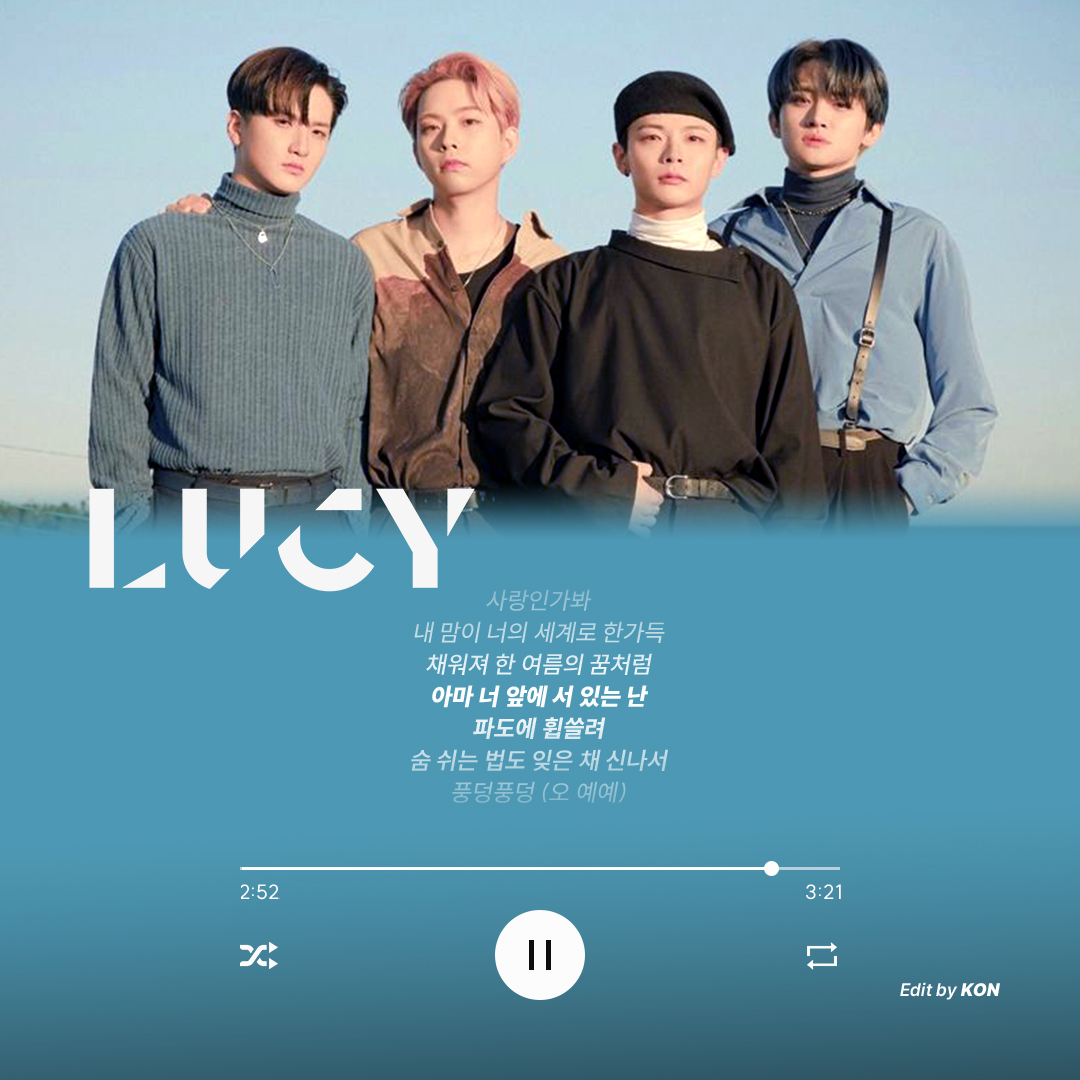 LUCY
사랑인가봐
내 맘이 너의 세계로 한가득
채워져 한 여름의 꿈처럼
아마 너 앞에 서 있는 난
파도에 휩쓸려
숨 쉬는 법도 잊은 채 신나서
풍덩풍덩 (오 예예)
2:52
3:21
Edit by KON